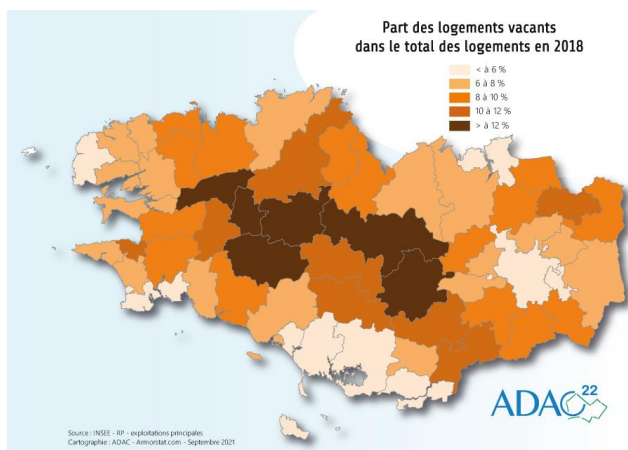 Part des logements vacants
dans le total des logements en 2018
< à 6 %
6 à 8 %
8 à 10 %
10 à 12 %
> à 12 %
ADAC 22
Source : INSEE - RP - exploitations principales
Cartographie : ADAC - Armorstat.com - Septembre 2021